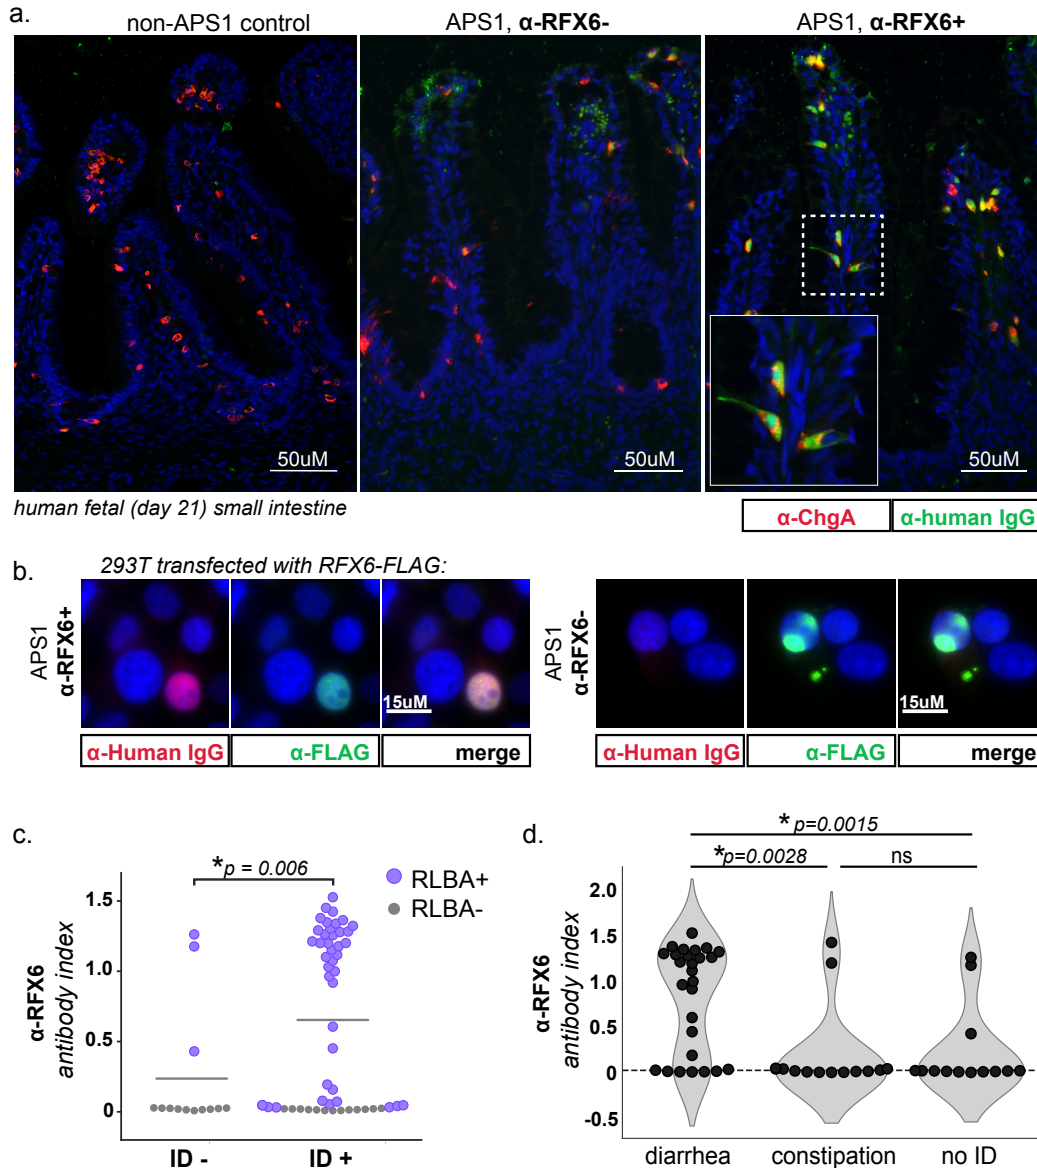 a.
non-APS1 control
APS1, α-RFX6-
APS1, α-RFX6+
50uM
50uM
50uM
human fetal (day 21) small intestine
α-ChgA
α-human IgG
b.
293T transfected with RFX6-FLAG:
APS1
α-RFX6+
15uM
α-Human IgG
α-FLAG
merge
APS1
α-RFX6-
15uM
α-Human IgG
α-FLAG
merge
c.
*p = 0.006
RLBA+
RLBA-
α-RFX6
antibody index
1.5
1.0
0.5
0
ID -
ID +
d.
*p=0.0015
*p=0.0028
ns
α-RFX6
antibody index
2.0
1.5
1.0
0.5
0
-0.5
diarrhea
constipation
no ID